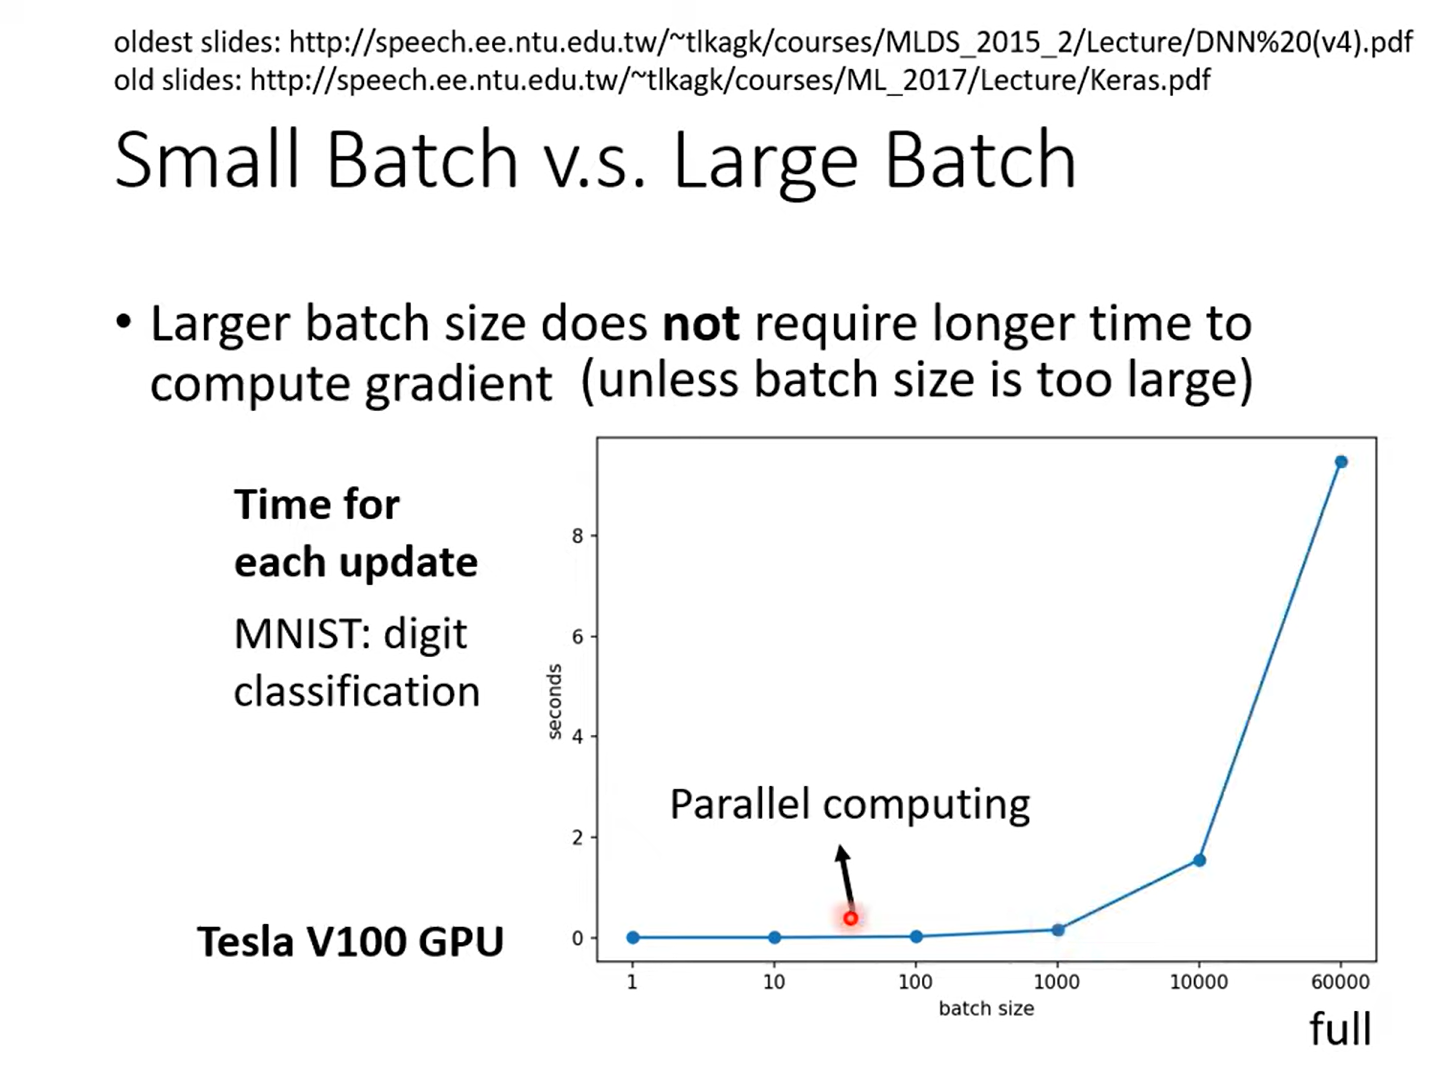 oldest slides: http://speech.ee.ntu.edu.tw/~tlkagk/courses/MLDS_2015_2/Lecture/DNN%20(v4).pdf
old slides: http://speech.ee.ntu.edu.tw/~tlkagk/courses/ML_2017/Lecture/Keras.pdf
Small Batch v.s. Large Batch
• Larger batch size does not require longer time to
compute gradient (unless batch size is too large)
Time for
each update
MNIST: digit
classification
Tesla V100 GPU
seconds
8
6
4
2
0
Parallel computing
1 10 100 1000 10000 60000
batch size
full